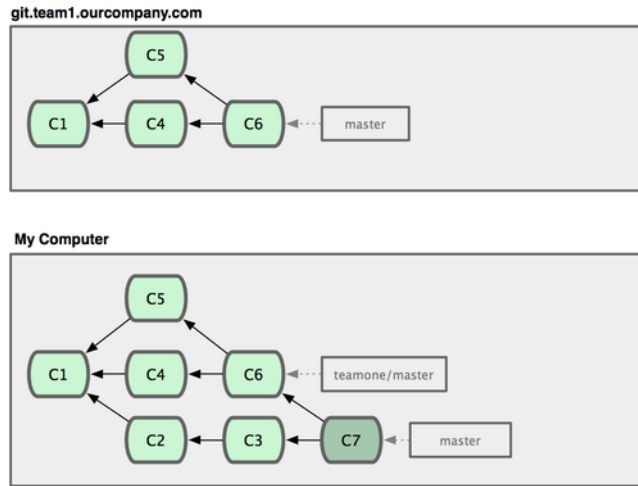 git.team1.ourcompany.com
C5
C1 C4 C6 master
My Computer
C5
C1 C4 C6 teamone/master
C2 C3 C7 master